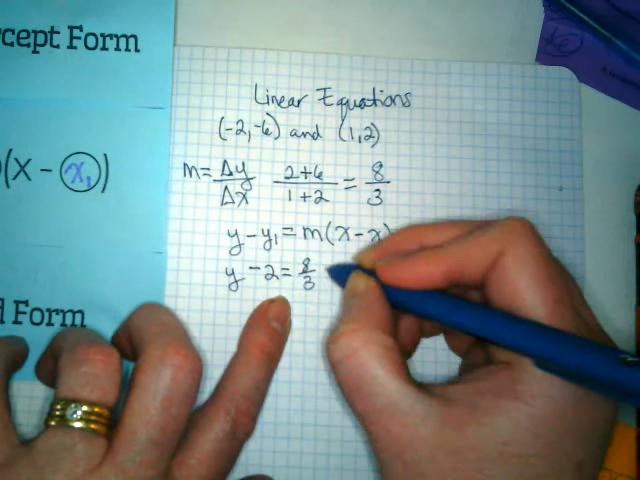 cept Form
(x - x₁)
d Form
Linear Equations
(-2,-6) and (1,2)
m = Δy/Δx (2+6)/(1+2) = 8/3
y - y₁ = m(x - x)
y - 2 = 8/3